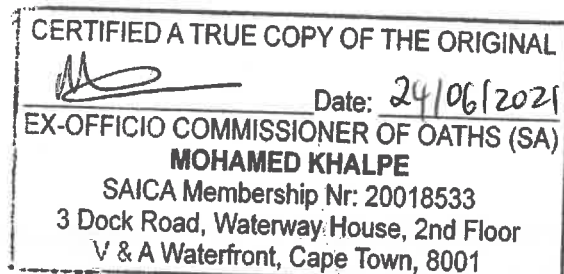 CERTIFIED A TRUE COPY OF THE ORIGINAL
Date: 24/06/2021
EX-OFFICIO COMMISSIONER OF OATHS (SA)
MOHAMED KHALPE
SAICA Membership Nr: 20018533
3 Dock Road, Waterway House, 2nd Floor
V & A Waterfront, Cape Town, 8001